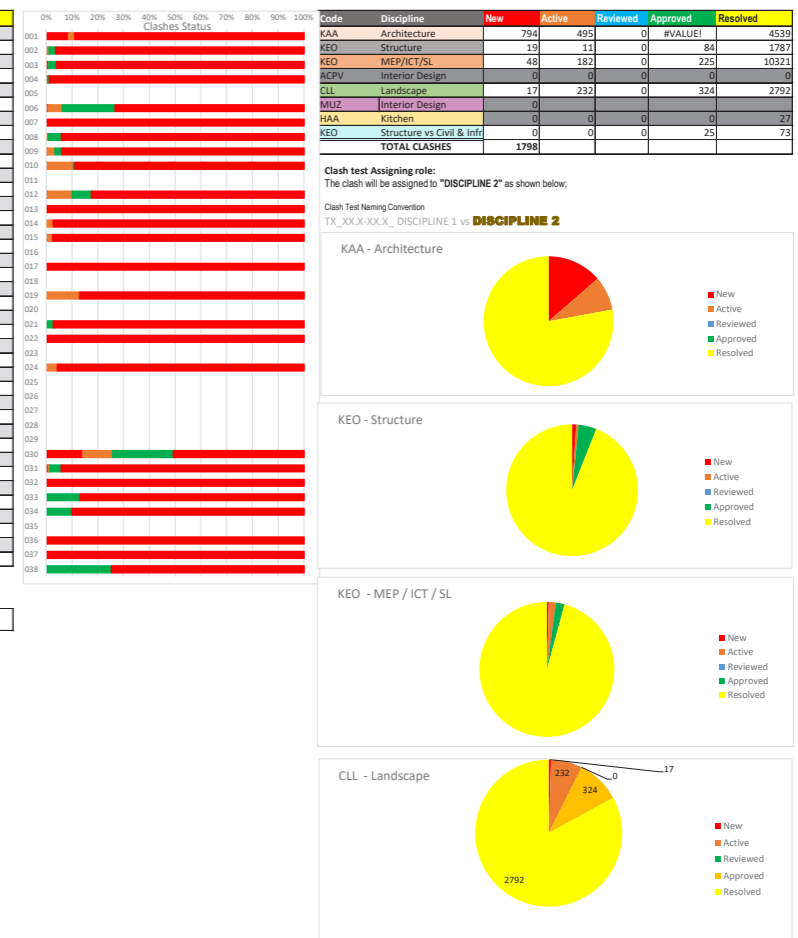 0% 10% 20% 30% 40% 50% 60% 70% 80% 90% 100%
Clashes Status
001
002
003
004
005
006
007
008
009
010
011
012
013
014
015
016
017
018
019
020
021
022
023
024
025
026
027
028
029
030
031
032
033
034
035
036
037
038
Code Discipline New Active Reviewed Approved Resolved
KAA Architecture 794 495 0 #VALUE! 4539
KEO Structure 19 11 0 84 1787
KEO MEP/ICT/SL 48 182 0 225 10321
ACPV Interior Design 0 0 0 0 0
CLL Landscape 17 232 0 324 2792
MUZ Interior Design 0
HAA Kitchen 0 0 0 0 27
KEO Structure vs Civil & Infr 0 0 0 25 73
TOTAL CLASHES 1798
Clash test Assigning role:
The clash will be assigned to "DISCIPLINE 2" as shown below;
Clash Test Naming Convention
TX_XX.X-XX.X_ DISCIPLINE 1 vs DISCIPLINE 2
KAA - Architecture
New
Active
Reviewed
Approved
Resolved
KEO - Structure
New
Active
Reviewed
Approved
Resolved
KEO - MEP / ICT / SL
New
Active
Reviewed
Approved
Resolved
CLL - Landscape
17
232
0
324
2792
New
Active
Reviewed
Approved
Resolved